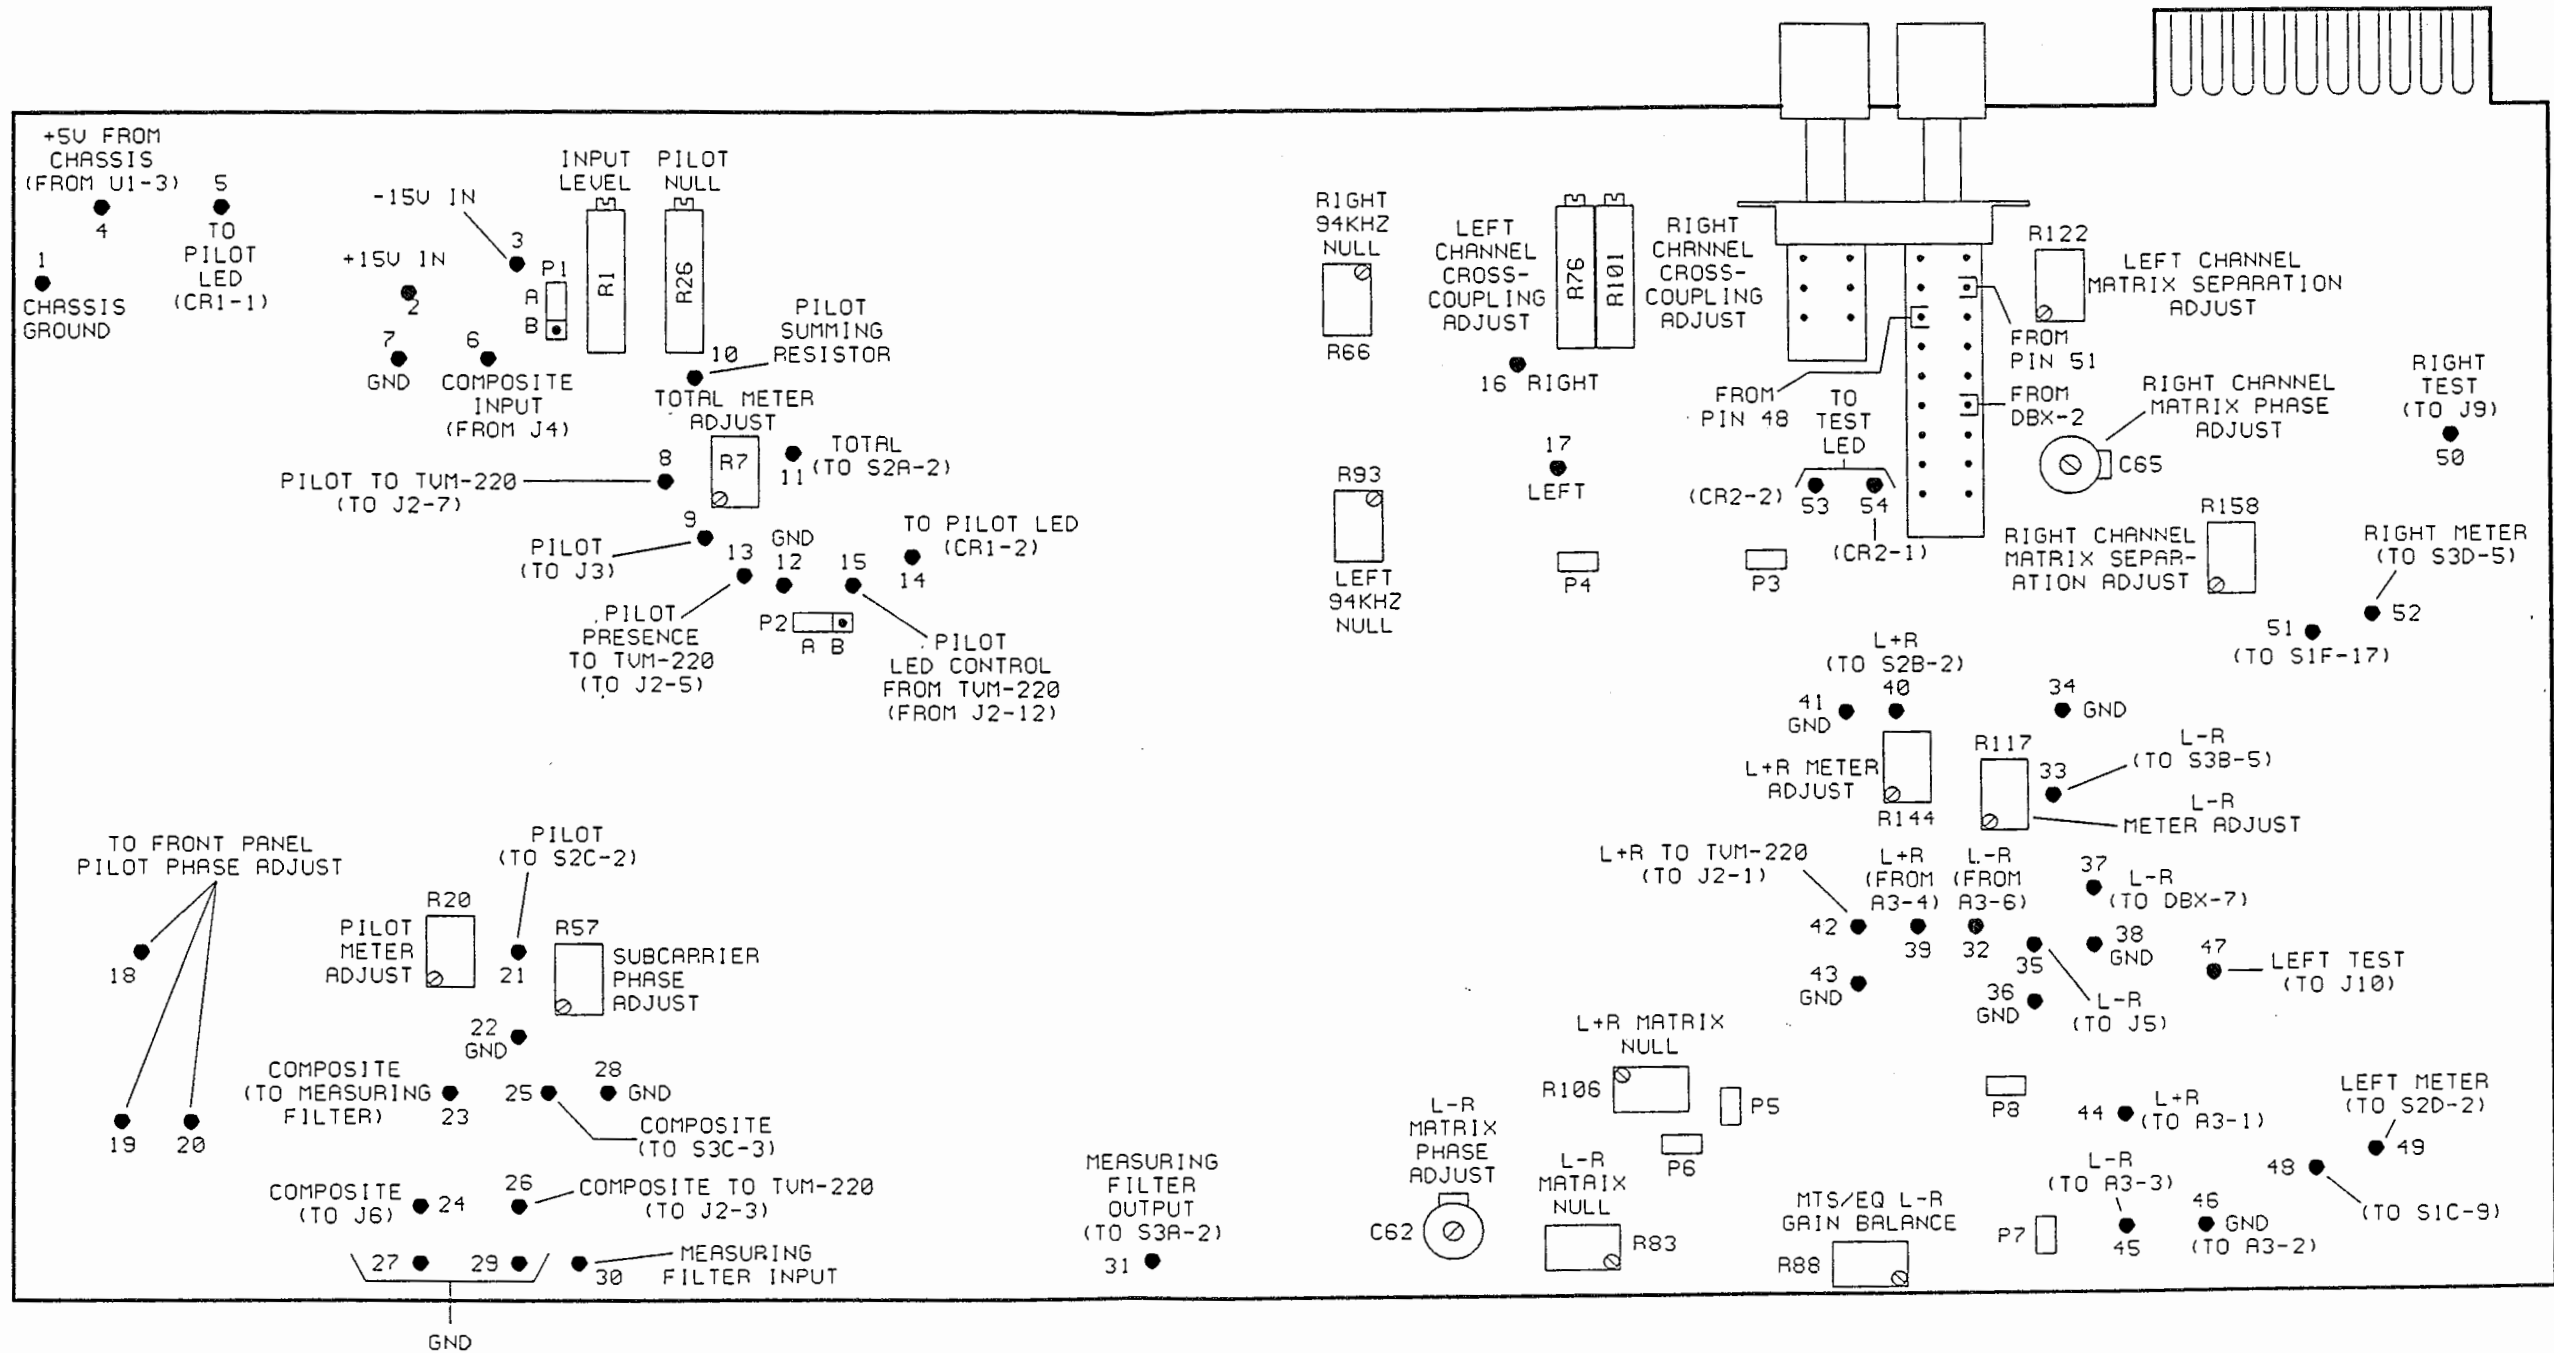 +5V FROM
CHASSIS
(FROM U1-3)
4
5
TO
PILOT
LED
(CR1-1)
1
CHASSIS
GROUND
-15V IN
3
+15V IN
2
7
GND
6
COMPOSITE
INPUT
(FROM J4)
P1
A
B
INPUT
LEVEL
R1
PILOT
NULL
R26
PILOT
SUMMING
RESISTOR
10
TOTAL METER
ADJUST
R7
TOTAL
(TO S2A-2)
11
8
PILOT TO TVM-220
(TO J2-7)
9
PILOT
(TO J3)
13
PILOT
PRESENCE
TO TVM-220
(TO J2-5)
GND
12
15
PILOT
LED CONTROL
FROM TVM-220
(FROM J2-12)
TO PILOT LED
(CR1-2)
14
P2
A B
RIGHT
94KHZ
NULL
R66
R93
LEFT
94KHZ
NULL
LEFT
CHANNEL
CROSS-
COUPLING
ADJUST
R76
R101
RIGHT
CHANNEL
CROSS-
COUPLING
ADJUST
16 RIGHT
17
LEFT
P4
P3
FROM
PIN 48
TO
TEST
LED
(CR2-2)
53
54
(CR2-1)
FROM
PIN 51
FROM
DBX-2
R122
LEFT CHANNEL
MATRIX SEPARATION
ADJUST
RIGHT CHANNEL
MATRIX PHASE
ADJUST
C65
RIGHT
TEST
(TO J9)
50
R158
RIGHT CHANNEL
MATRIX SEPAR-
ATION ADJUST
RIGHT METER
(TO S3D-5)
52
51
(TO S1F-17)
L+R
(TO S2B-2)
40
41
GND
34
GND
L+R METER
ADJUST
R144
R117
33
L-R
(TO S3B-5)
L-R
METER ADJUST
L+R TO TVM-220
(TO J2-1)
42
L+R
(FROM
A3-4)
39
L-R
(FROM
A3-6)
32
37
L-R
(TO DBX-7)
38
GND
35
L-R
(TO J5)
36
GND
43
GND
47
LEFT TEST
(TO J10)
TO FRONT PANEL
PILOT PHASE ADJUST
18
19
20
R20
PILOT
METER
ADJUST
PILOT
(TO S2C-2)
21
R57
SUBCARRIER
PHASE
ADJUST
22
GND
COMPOSITE
(TO MEASURING
FILTER)
23
25
COMPOSITE
(TO S3C-3)
28
GND
COMPOSITE
(TO J6)
24
26
COMPOSITE TO TVM-220
(TO J2-3)
27
29
GND
30
MEASURING
FILTER INPUT
MEASURING
FILTER
OUTPUT
(TO S3A-2)
31
L-R
MATRIX
PHASE
ADJUST
C62
L+R MATRIX
NULL
R106
P5
P6
L-R
MATAIX
NULL
R83
MTS/EQ L-R
GAIN BALANCE
R88
P8
P7
44
L+R
(TO A3-1)
L-R
(TO A3-3)
45
46
GND
(TO A3-2)
LEFT METER
(TO S2D-2)
49
48
(TO S1C-9)